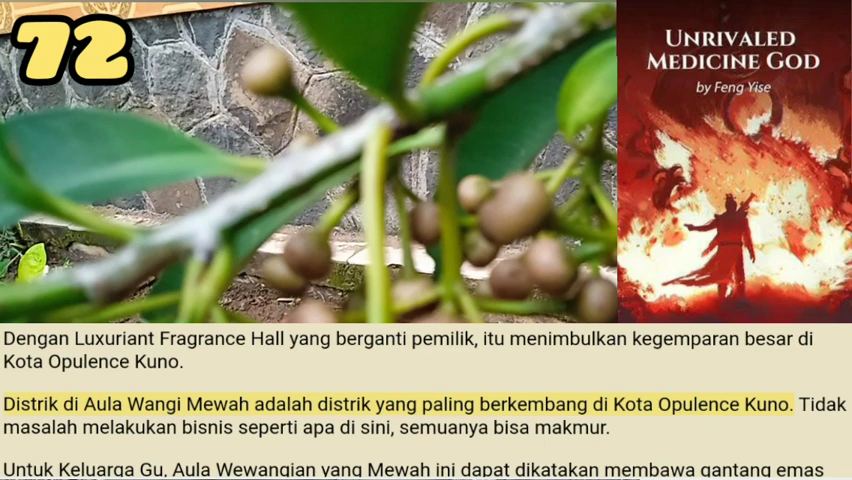 72
UNRIVALED
MEDICINE GOD
by Feng Yise
Dengan Luxuriant Fragrance Hall yang berganti pemilik, itu menimbulkan kegemparan besar di
Kota Opulence Kuno.
Distrik di Aula Wangi Mewah adalah distrik yang paling berkembang di Kota Opulence Kuno. Tidak
masalah melakukan bisnis seperti apa di sini, semuanya bisa makmur.
Untuk Keluarga Gu, Aula Wewangian yang Mewah ini dapat dikatakan membawa gantang emas